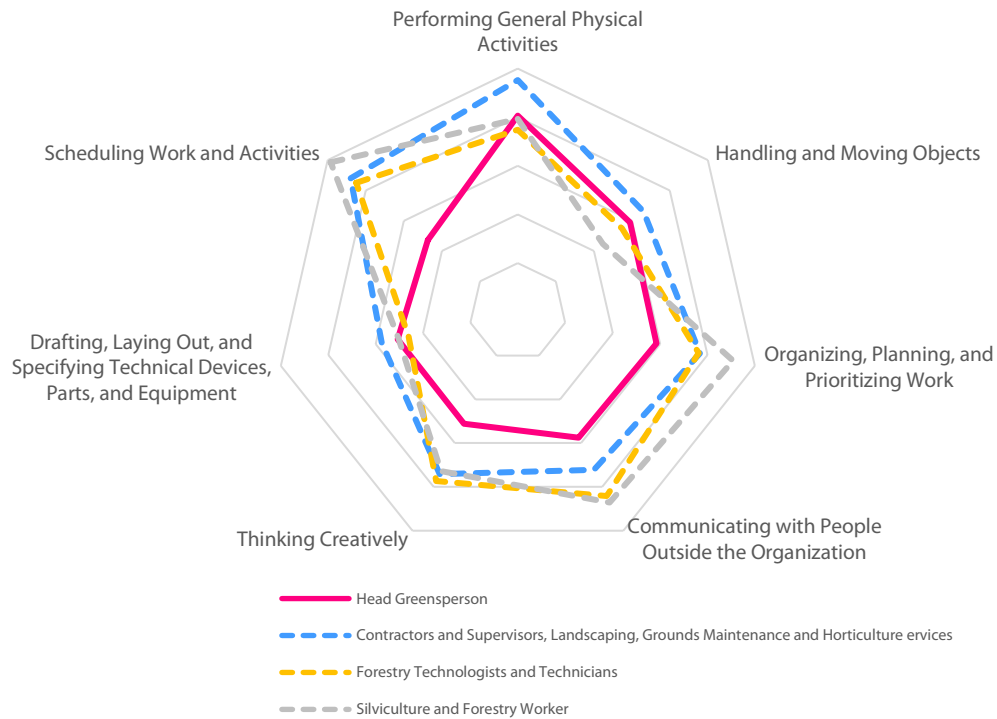 Performing General Physical
Activities
Scheduling Work and Activities
Handling and Moving Objects
Drafting, Laying Out, and
Specifying Technical Devices,
Parts, and Equipment
Organizing, Planning, and
Prioritizing Work
Thinking Creatively
Communicating with People
Outside the Organization
Head Greensperson
Contractors and Supervisors, Landscaping, Grounds Maintenance and Horticulture ervices
Forestry Technologists and Technicians
Silviculture and Forestry Worker